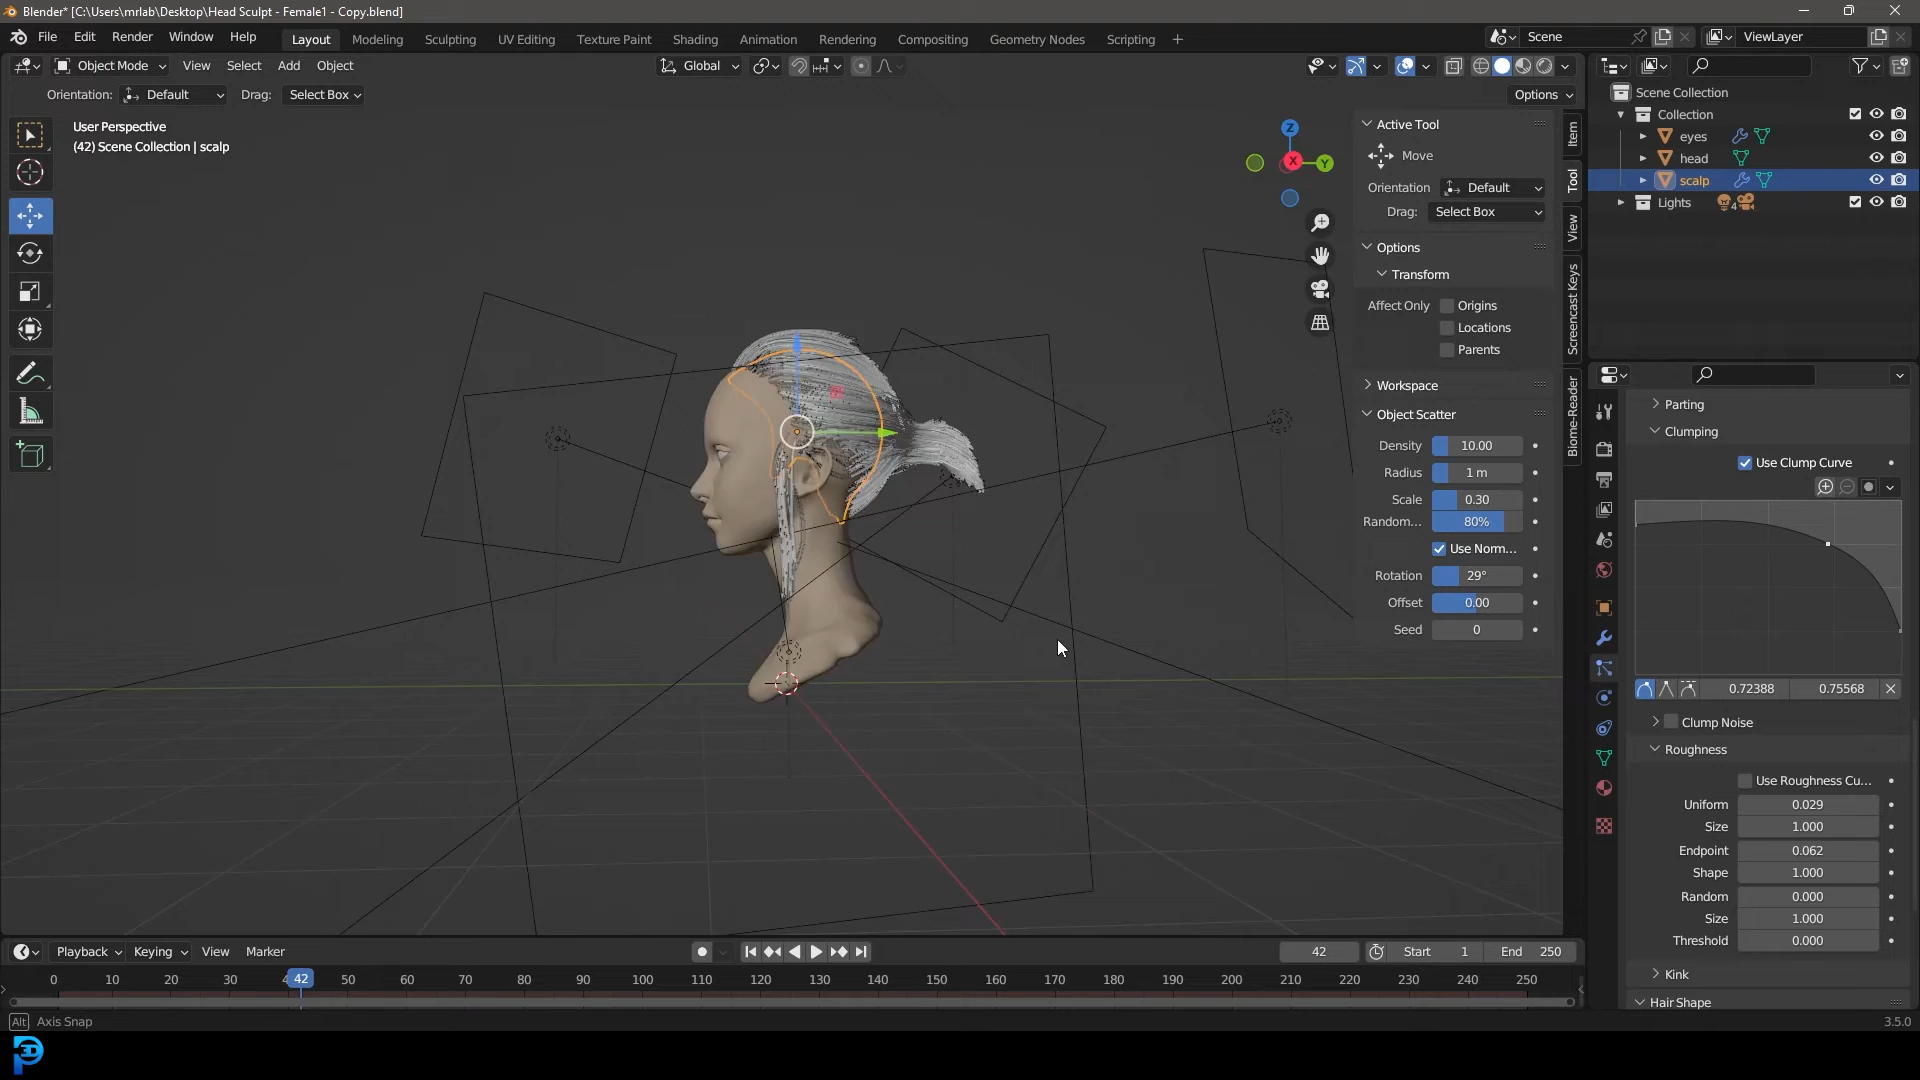 Blender* [C:\Users\mrlab\Desktop\Head Sculpt - Female1 - Copy.blend]
File Edit Render Window Help Layout Modeling Sculpting UV Editing Texture Paint Shading Animation Rendering Compositing Geometry Nodes Scripting + Scene ViewLayer
Object Mode View Select Add Object Global
Orientation: Default Drag: Select Box Options
User Perspective
(42) Scene Collection | scalp
Z
X
Y
Active Tool
Move
Orientation Default
Drag: Select Box
Options
Transform
Affect Only Origins
Locations
Parents
Workspace
Object Scatter
Density 10.00
Radius 1 m
Scale 0.30
Random... 80%
Use Norm...
Rotation 29°
Offset 0.00
Seed 0
Item
Tool
View
Screencast Keys
Biome-Reader
Scene Collection
Collection
eyes
head
scalp
Lights 4
Parting
Clumping
Use Clump Curve
0.72388 0.75568
Clump Noise
Roughness
Use Roughness Cu...
Uniform 0.029
Size 1.000
Endpoint 0.062
Shape 1.000
Random 0.000
Size 1.000
Threshold 0.000
Kink
Hair Shape
Playback Keying View Marker 42 Start 1 End 250
0 10 20 30 4 42 50 60 70 80 90 100 110 120 130 140 150 160 170 180 190 200 210 220 230 240 250
Alt Axis Snap 3.5.0